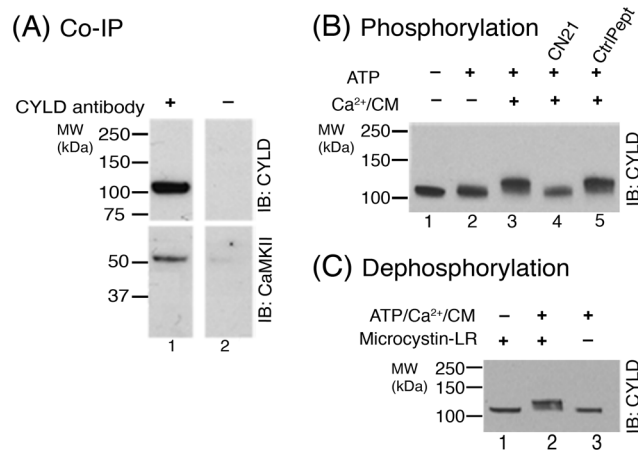 (A) Co-IP
CYLD antibody + −
MW
(kDa)
250
150
100
75
IB: CYLD
50
37
IB: CaMKII
1 2
(B) Phosphorylation
CN21
CtrlPept
ATP − + + + +
Ca²⁺/CM − − + + +
MW
(kDa)
250
150
100
IB: CYLD
1 2 3 4 5
(C) Dephosphorylation
ATP/Ca²⁺/CM − + +
Microcystin-LR + + −
MW
(kDa)
250
150
100
IB: CYLD
1 2 3